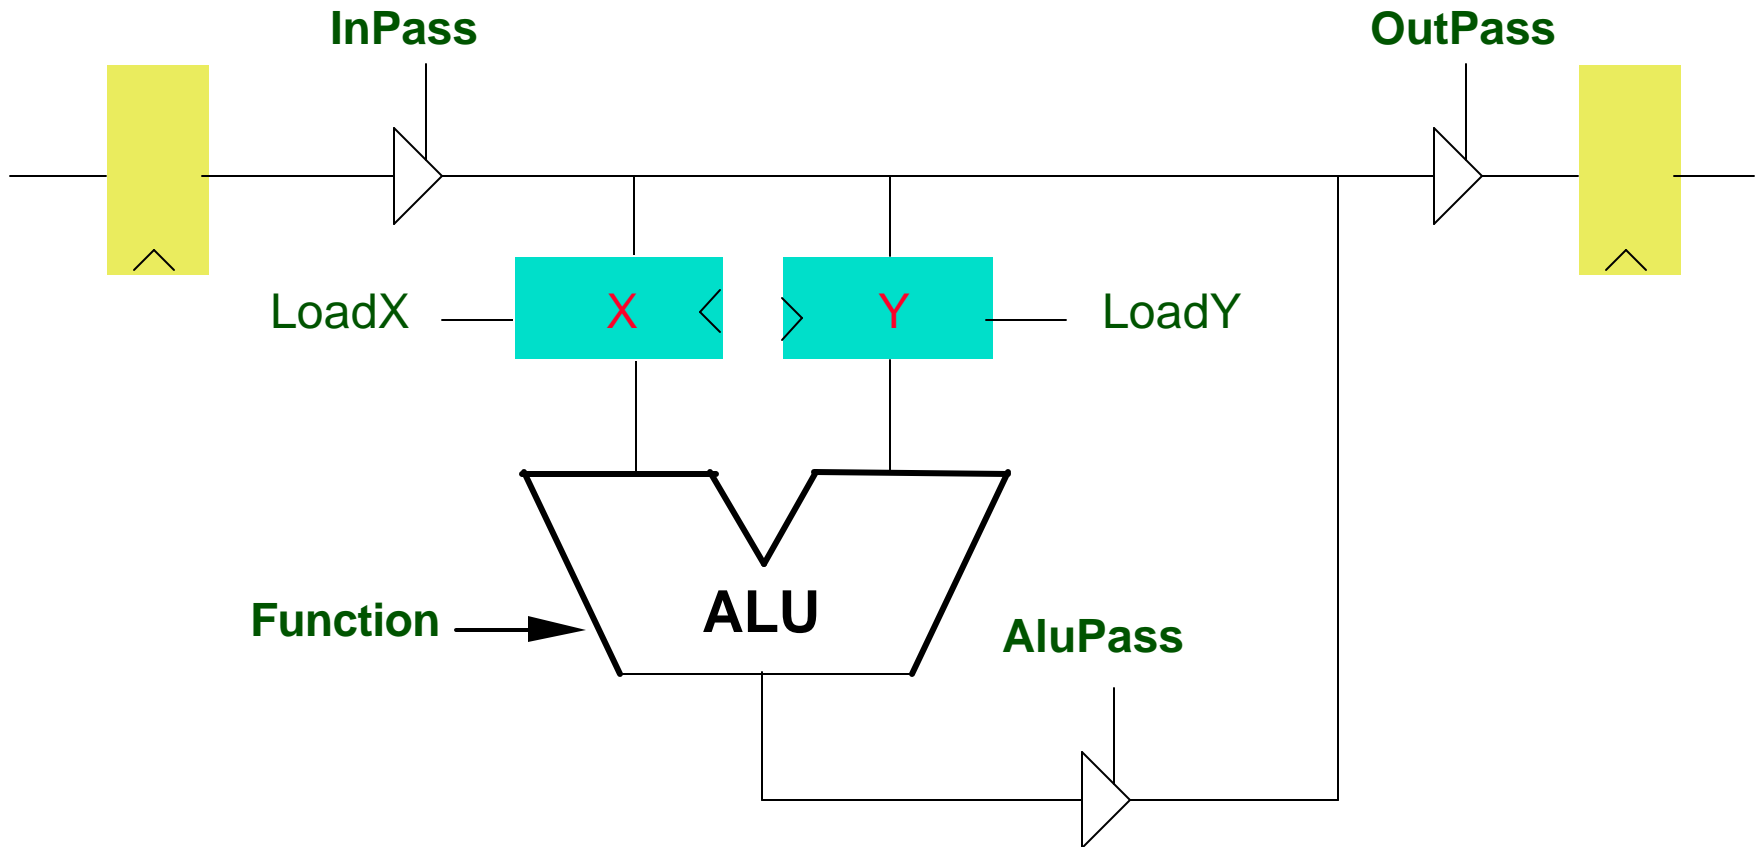 InPass
OutPass
LoadX
X
Y
LoadY
Function
ALU
AluPass